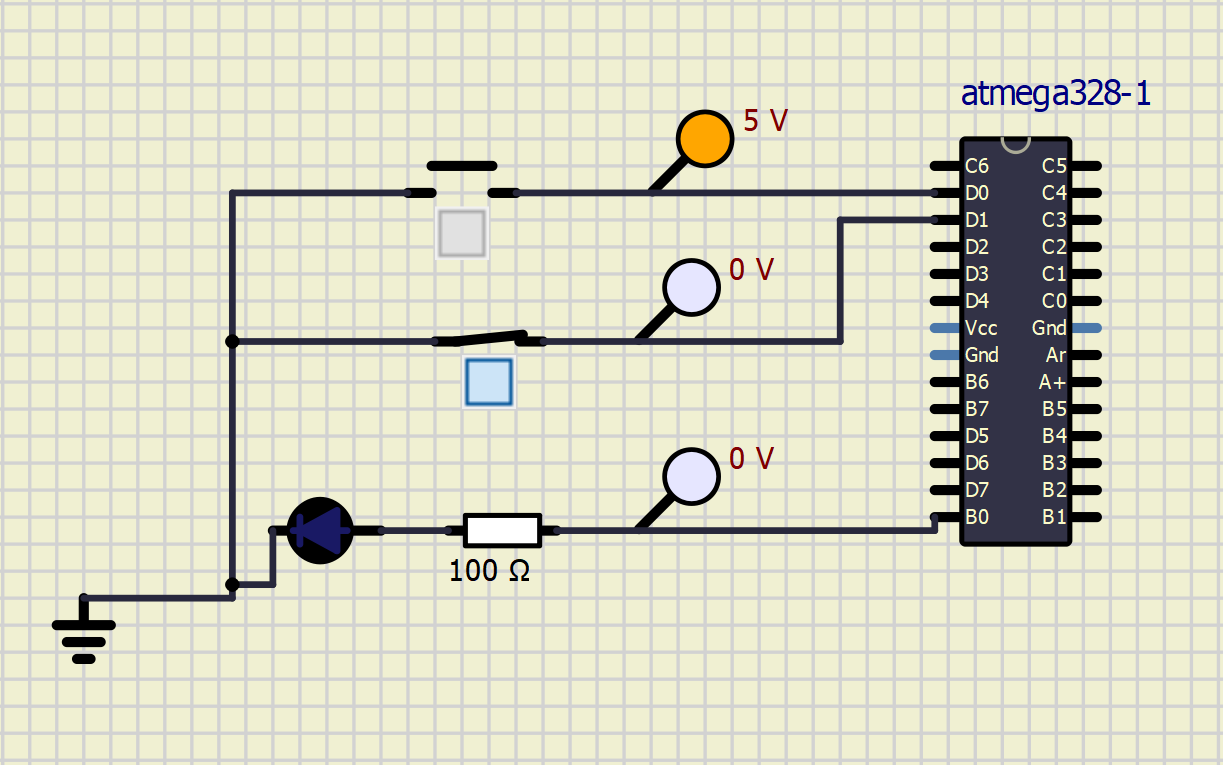 atmega328-1
5 V
C6 C5
D0 C4
D1 C3
D2 C2
0 V
D3 C1
D4 C0
Vcc Gnd
Gnd Ar
B6 A+
B7 B5
D5 B4
0 V
D6 B3
D7 B2
B0 B1
100 Ω